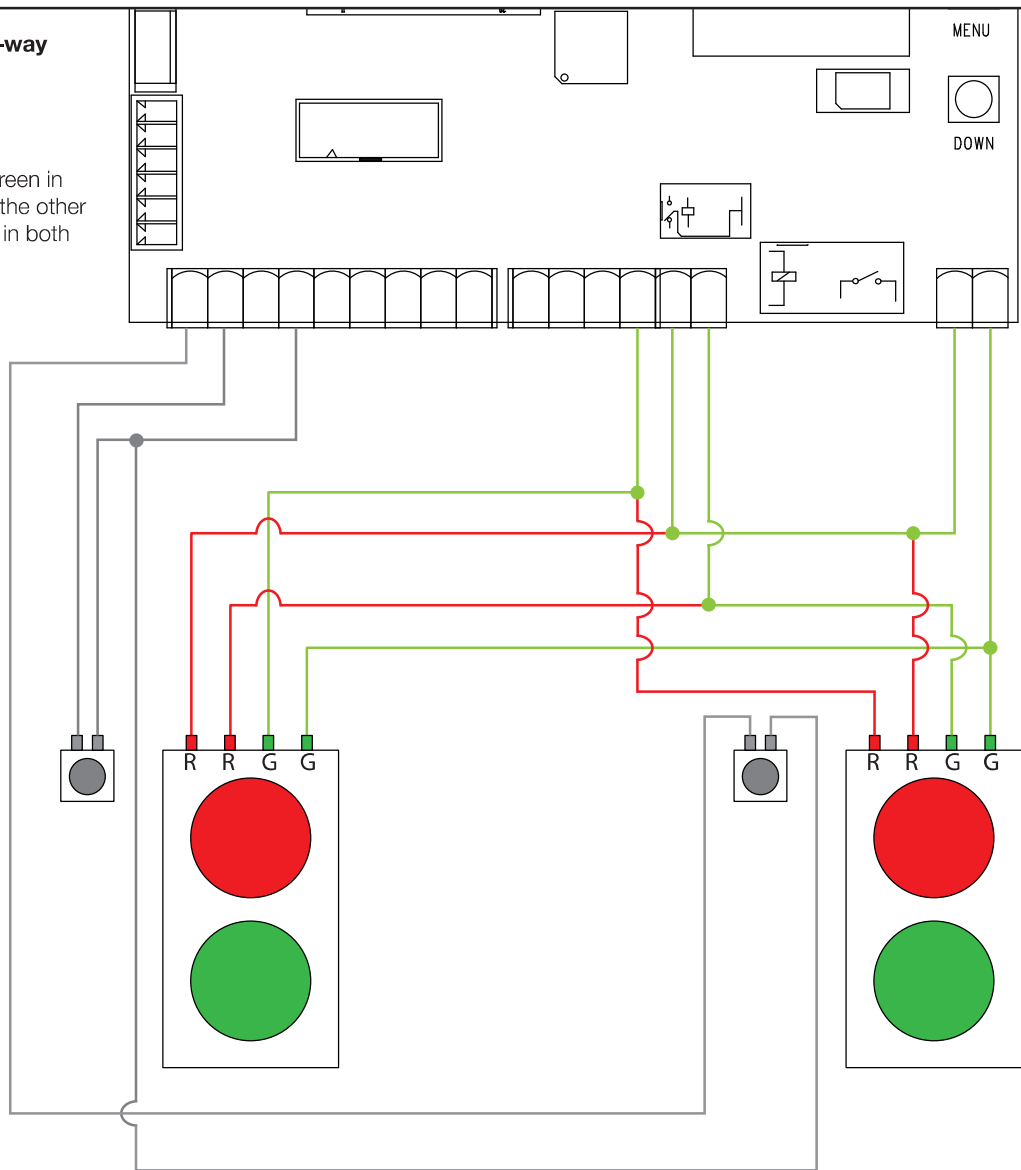 -way
MENU
DOWN
reen in
the other
in both
R R G G
R R G G